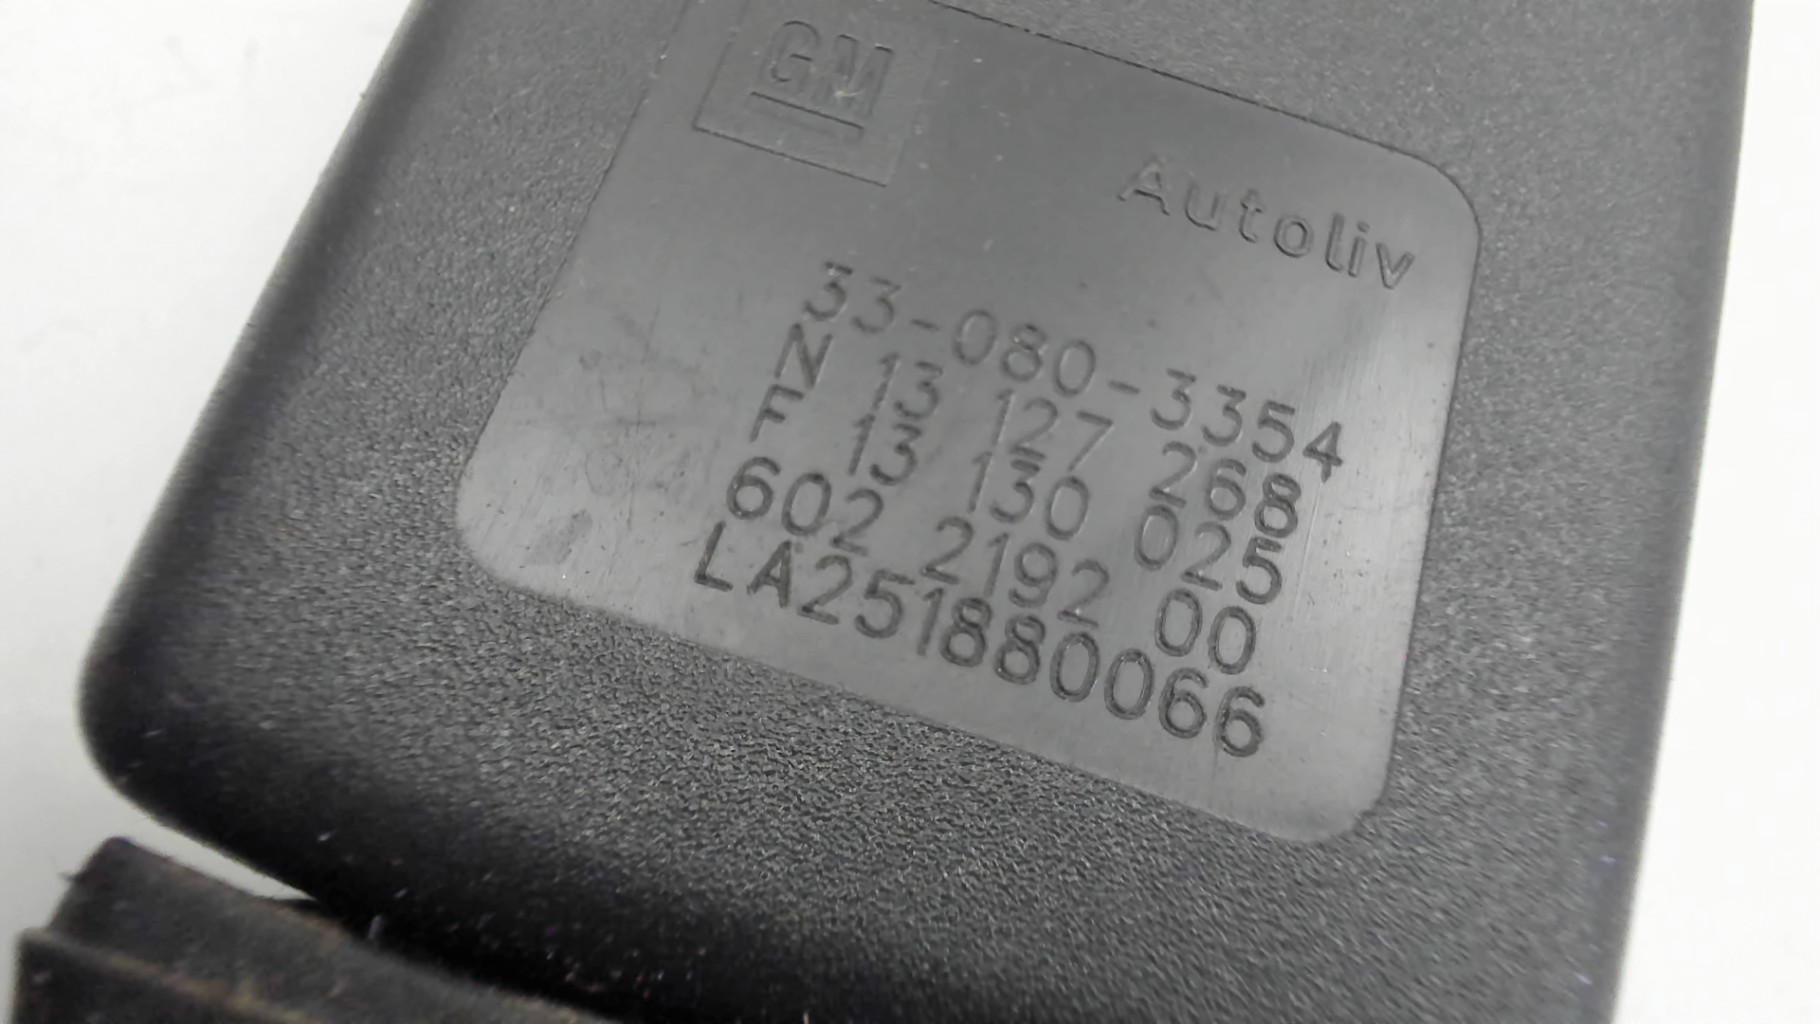 GM
Autoliv
33-080-3354
N 13 127 268
F 13 130 025
602 2192 00
LA251880066